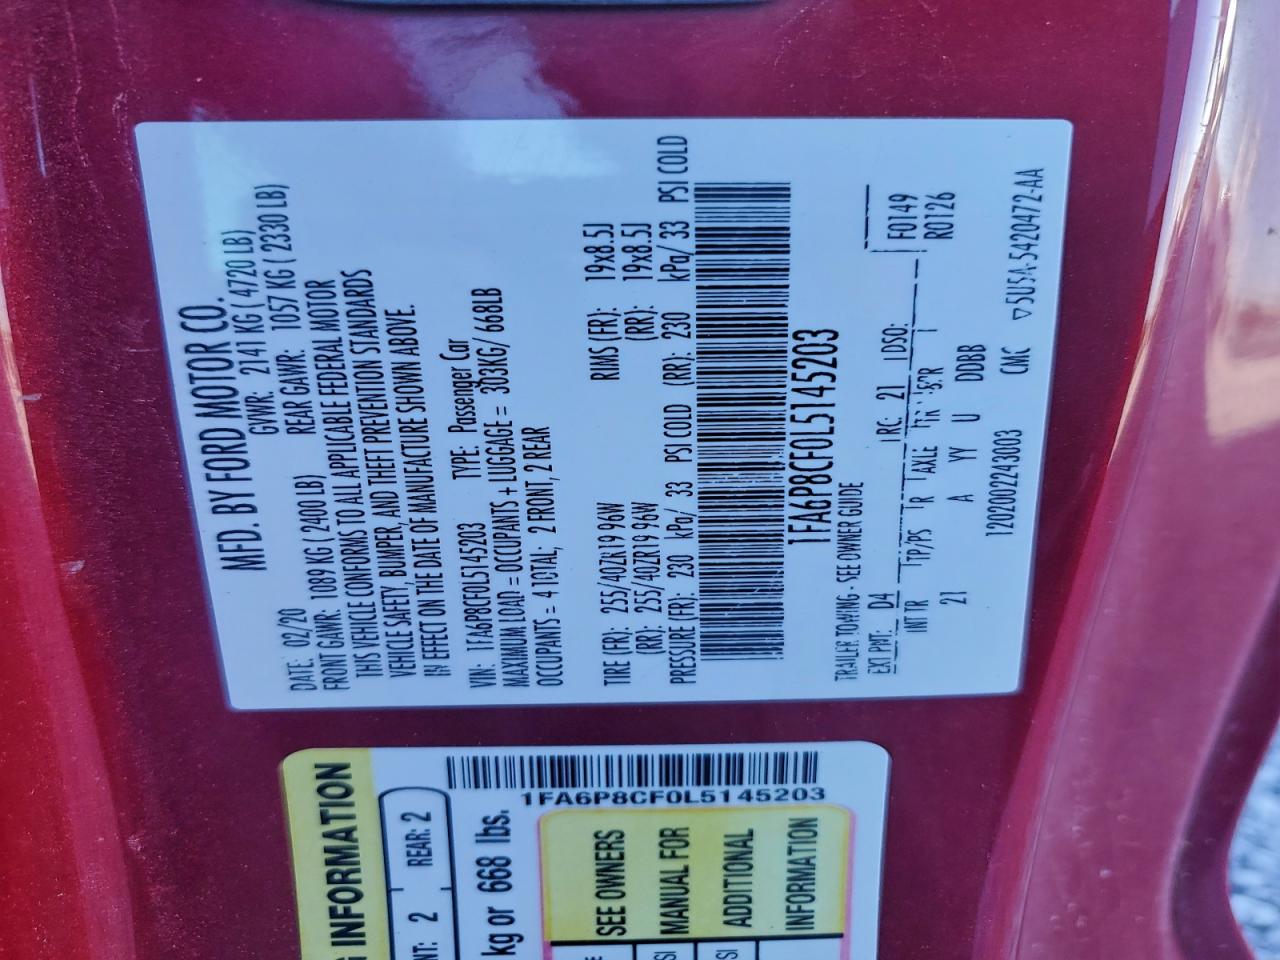 MFD. BY FORD MOTOR CO.
DATE: 02/20 GVWR: 2141 KG ( 4720 LB)
FRONT GAWR: 1089 KG ( 2400 LB) REAR GAWR: 1057 KG ( 2330 LB)
THIS VEHICLE CONFORMS TO ALL APPLICABLE FEDERAL MOTOR
VEHICLE SAFETY, BUMPER, AND THEFT PREVENTION STANDARDS
IN EFFECT ON THE DATE OF MANUFACTURE SHOWN ABOVE.
VIN: 1FA6P8CF0L5145203 TYPE: Passenger Car
MAXIMUM LOAD = OCCUPANTS + LUGGAGE = 303KG/ 668LB
OCCUPANTS = 4 TOTAL; 2 FRONT, 2 REAR
TIRE (FR): 255/40ZR19 96W RIMS (FR): 19x8.5J
(RR): 255/40ZR19 96W (RR): 19x8.5J
PRESSURE (FR): 230 kPa/ 33 PSI COLD (RR): 230 kPa/ 33 PSI COLD
1FA6P8CF0L5145203
TRAILER TOWING - SEE OWNER GUIDE
EXT PNT: D4 RC: 21 DSO: F0149
INT TR TP/PS R AXLE TR SPR R0126
21 A YY U DDBB
12020022430​03 CMC ▽5U5A-5420472-AA
INFORMATION
2 REAR: 2
kg or 668 lbs.
1FA6P8CF0L5145203
SEE OWNERS
MANUAL FOR
ADDITIONAL
INFORMATION